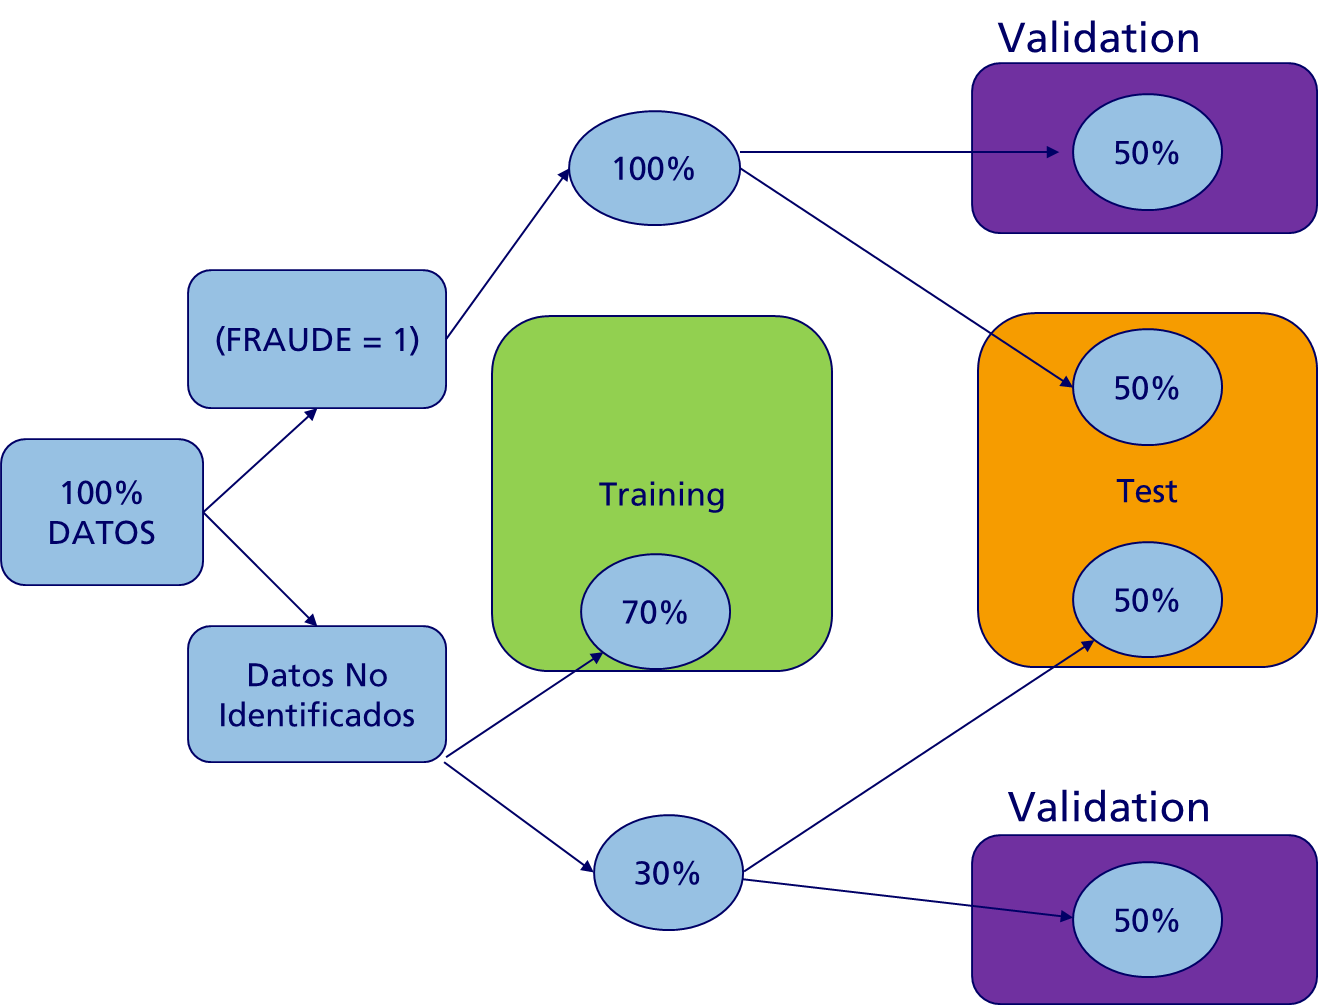 Validation
50%
100%
(FRAUDE = 1)
50%
Training
Test
100%
DATOS
70%
50%
Datos No
Identificados
30%
Validation
50%